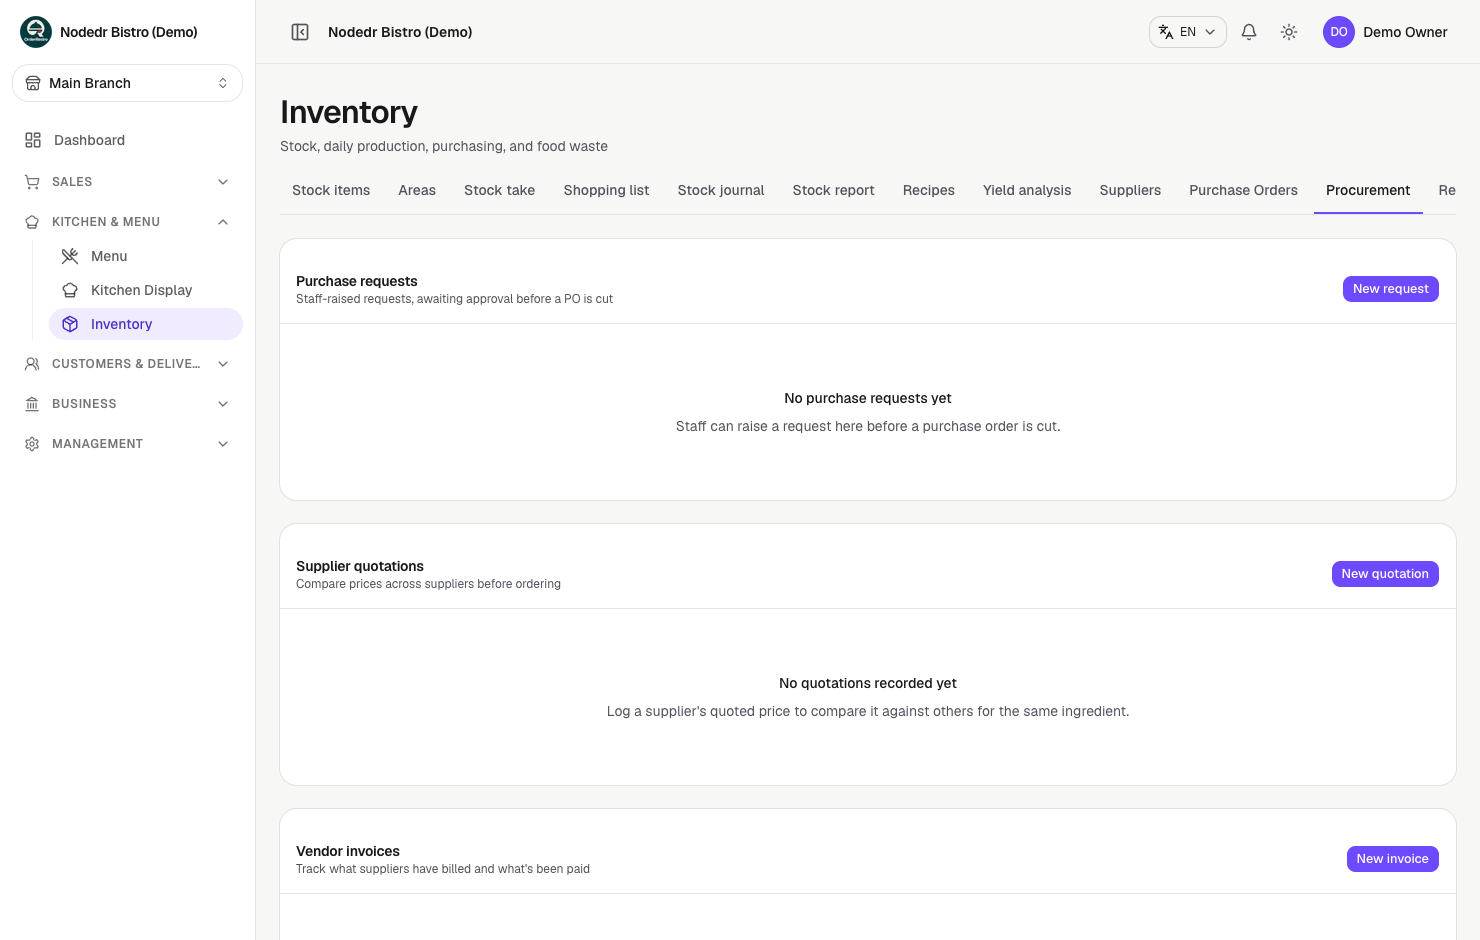 Nodedr Bistro (Demo)
Main Branch
Dashboard
SALES
KITCHEN & MENU
Menu
Kitchen Display
Inventory
CUSTOMERS & DELIVE...
BUSINESS
MANAGEMENT
Nodedr Bistro (Demo)
EN
DO
Demo Owner
Inventory
Stock, daily production, purchasing, and food waste
Stock items Areas Stock take Shopping list Stock journal Stock report Recipes Yield analysis Suppliers Purchase Orders Procurement Re
Purchase requests
Staff-raised requests, awaiting approval before a PO is cut
New request
No purchase requests yet
Staff can raise a request here before a purchase order is cut.
Supplier quotations
Compare prices across suppliers before ordering
New quotation
No quotations recorded yet
Log a supplier's quoted price to compare it against others for the same ingredient.
Vendor invoices
Track what suppliers have billed and what's been paid
New invoice